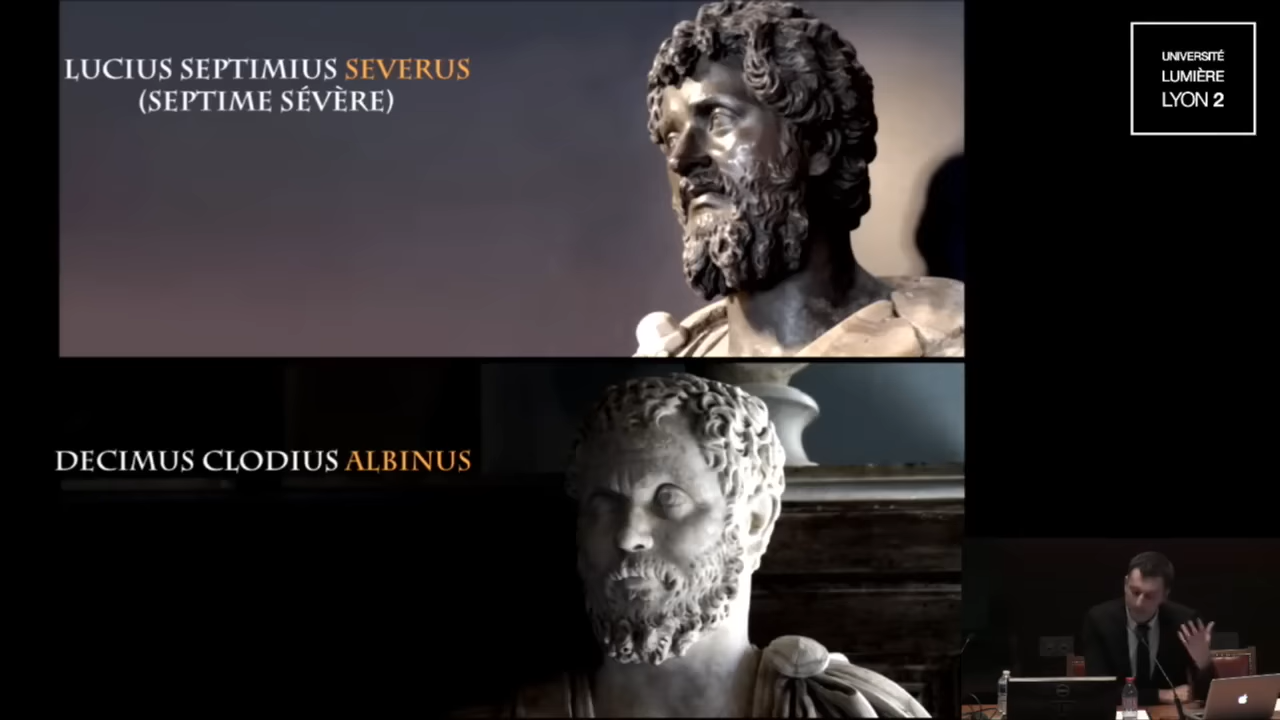 LUCIUS SEPTIMIUS SEVERUS
(SEPTIME SÉVÈRE)
UNIVERSITÉ
LUMIÈRE
LYON 2
DECIMUS CLODIUS ALBINUS